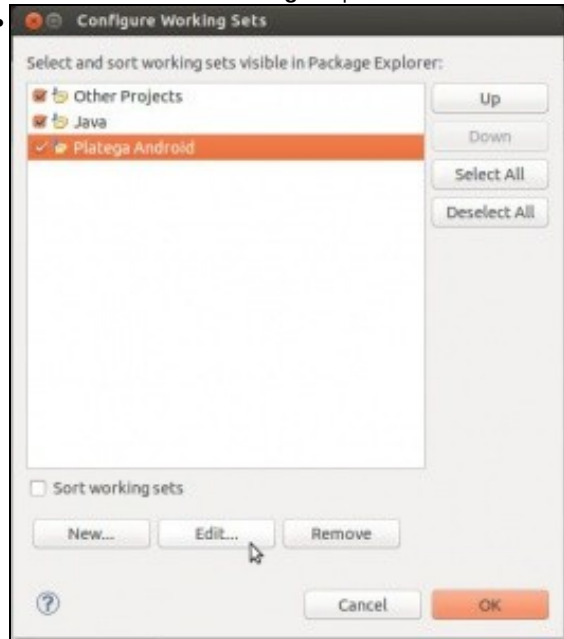 Configure Working Sets
Select and sort working sets visible in Package Explorer:
Other Projects
Java
Platega Android
Up
Down
Select All
Deselect All
Sort working sets
New...
Edit...
Remove
?
Cancel
OK